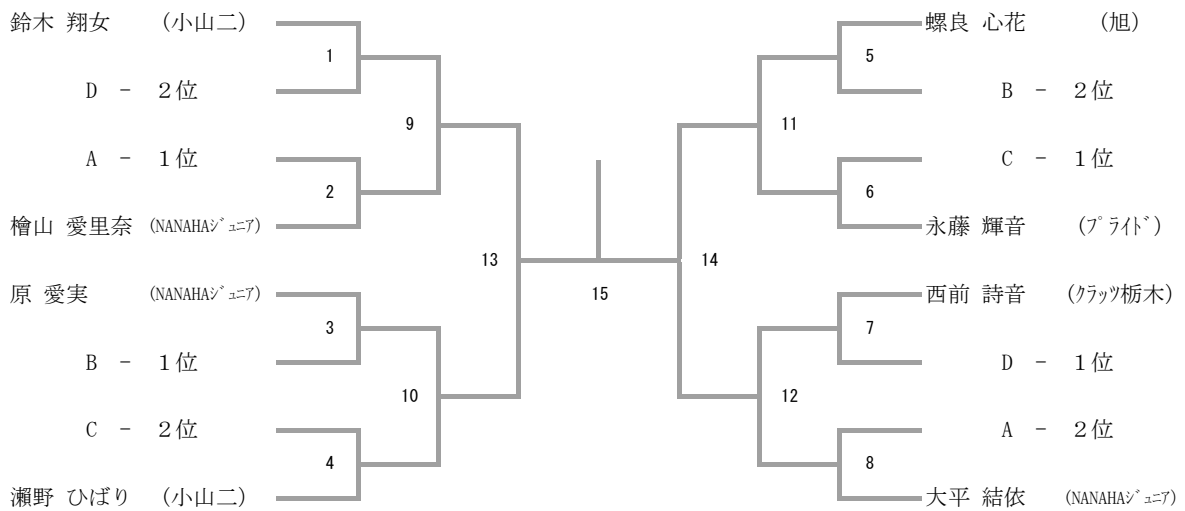 鈴木 翔女 (小山二)
1
D － ２位
9
A － １位
2
檜山 愛里奈 (NANAHAｼﾞｭﾆｱ)
13
原 愛実 (NANAHAｼﾞｭﾆｱ)
3
B － １位
10
C － ２位
4
瀨野 ひばり (小山二)
15
螺良 心花 (旭)
5
B － ２位
11
C － １位
6
永藤 輝音 (ﾌﾟﾗｲﾄﾞ)
14
西前 詩音 (ｸﾗｯﾂ栃木)
7
D － １位
12
A － ２位
8
大平 結依 (NANAHAｼﾞｭﾆｱ)